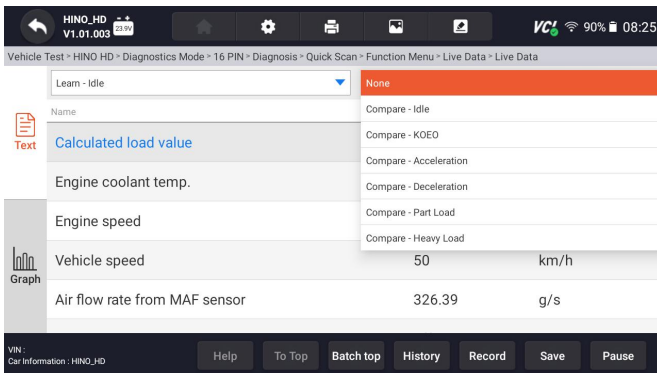 HINO_HD
V1.01.003
23.9V
VCI
90%
08:25
Vehicle Test > HINO HD > Diagnostics Mode > 16 PIN > Diagnosis > Quick Scan > Function Menu > Live Data > Live Data
Learn - Idle
None
Name
Compare - Idle
Compare - KOEO
Compare - Acceleration
Compare - Deceleration
Compare - Part Load
Compare - Heavy Load
Text
Graph
Calculated load value
Engine coolant temp.
Engine speed
Vehicle speed 50 km/h
Air flow rate from MAF sensor 326.39 g/s
VIN :
Car Information : HINO_HD
Help To Top Batch top History Record Save Pause